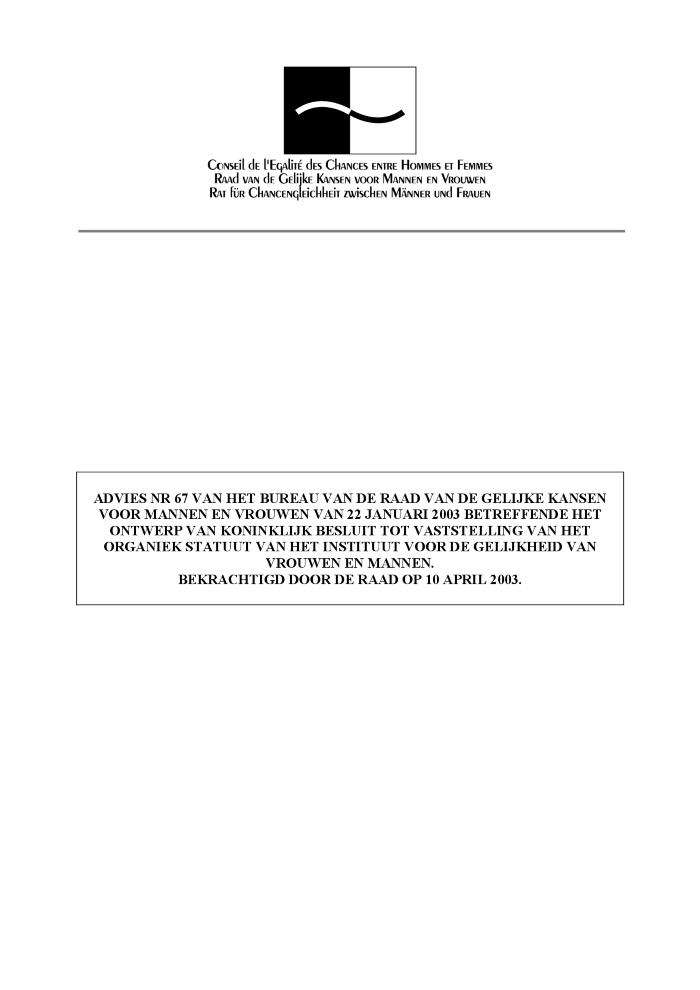 Conseil de l'Egalité des Chances entre Hommes et Femmes
Raad van de Gelijke Kansen voor Mannen en Vrouwen
Rat für Chancengleichheit zwischen Männer und Frauen
ADVIES NR 67 VAN HET BUREAU VAN DE RAAD VAN DE GELIJKE KANSEN
VOOR MANNEN EN VROUWEN VAN 22 JANUARI 2003 BETREFFENDE HET
ONTWERP VAN KONINKLIJK BESLUIT TOT VASTSTELLING VAN HET
ORGANIEK STATUUT VAN HET INSTITUUT VOOR DE GELIJKHEID VAN
VROUWEN EN MANNEN.
BEKRACHTIGD DOOR DE RAAD OP 10 APRIL 2003.